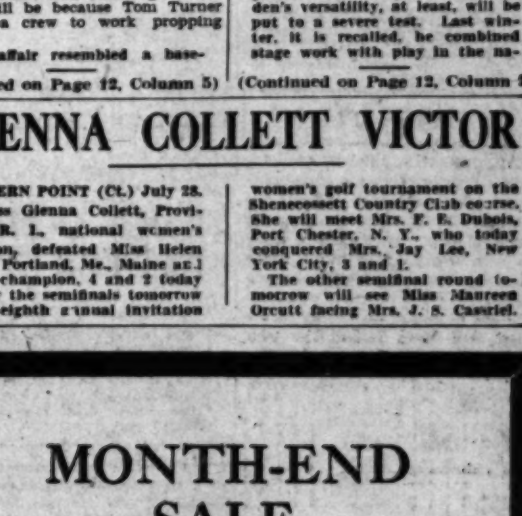 ill be because Tom Turner
a crew to work propping
affair resembled a base-
ed on Page 12, Column 5)
den's versatility, at least, will be
put to a severe test. Last win-
ter, it is recalled, he combined
stage work with play in the na-
(Continued on Page 12, Column
ENNA COLLETT VICTOR
ERN POINT (Ct.) July 28.
ss Glenna Collett, Provi-
R. I., national women's
on, defeated Miss Helen
Portland, Me., Maine and
champion, 4 and 2 today
the semifinals tomorrow
eighth annual invitation
women's golf tournament on the
Shenecossett Country Club course.
She will meet Mrs. F. E. Dubois,
Port Chester, N. Y., who today
conquered Mrs. Jay Lee, New
York City, 3 and 1.
The other semifinal round to-
morrow will see Miss Maureen
Orcutt facing Mrs. J. S. Cassriel.
MONTH-END
SALE